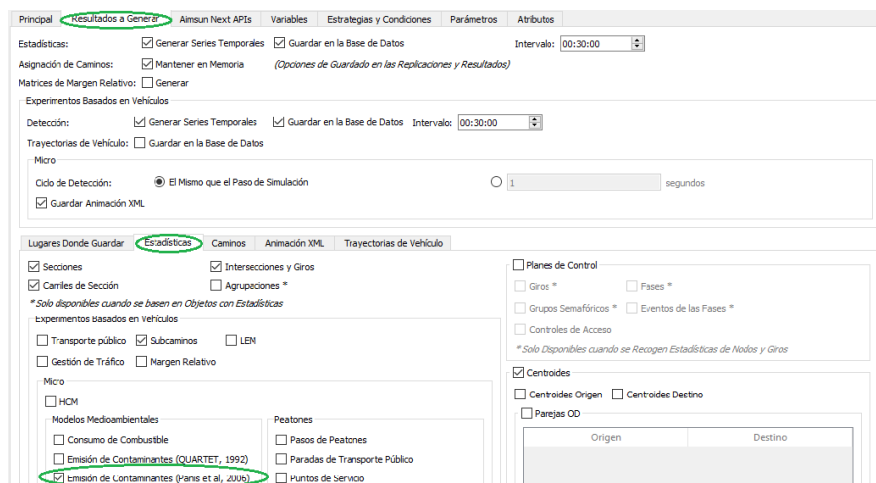 Principal Resultados a Generar Aimsun Next APIs Variables Estrategias y Condiciones Parámetros Atributos
Estadísticas: Generar Series Temporales Guardar en la Base de Datos Intervalo: 00:30:00
Asignación de Caminos: Mantener en Memoria (Opciones de Guardado en las Replicaciones y Resultados)
Matrices de Margen Relativo: Generar
Experimentos Basados en Vehículos
Detección: Generar Series Temporales Guardar en la Base de Datos Intervalo: 00:30:00
Trayectorias de Vehículo: Guardar en la Base de Datos
Micro
Ciclo de Detección: El Mismo que el Paso de Simulación 1 segundos
Guardar Animación XML
Lugares Donde Guardar Estadísticas Caminos Animación XML Trayectorias de Vehículo
Secciones Intersecciones y Giros
Carriles de Sección Agrupaciones *
* Solo disponibles cuando se basen en Objetos con Estadísticas
Experimentos Basados en Vehículos
Transporte público Subcaminos LEM
Gestión de Tráfico Margen Relativo
Micro
HCM
Modelos Medioambientales
Consumo de Combustible
Emisión de Contaminantes (QUARTET, 1992)
Emisión de Contaminantes (Panis et al, 2006)
Peatones
Pasos de Peatones
Paradas de Transporte Público
Puntos de Servicio
Planes de Control
Giros * Fases *
Grupos Semafóricos * Eventos de las Fases *
Controles de Acceso
* Solo Disponibles cuando se Recogen Estadísticas de Nodos y Giros
Centroides
Centroides Origen Centroides Destino
Parejas OD
Origen Destino